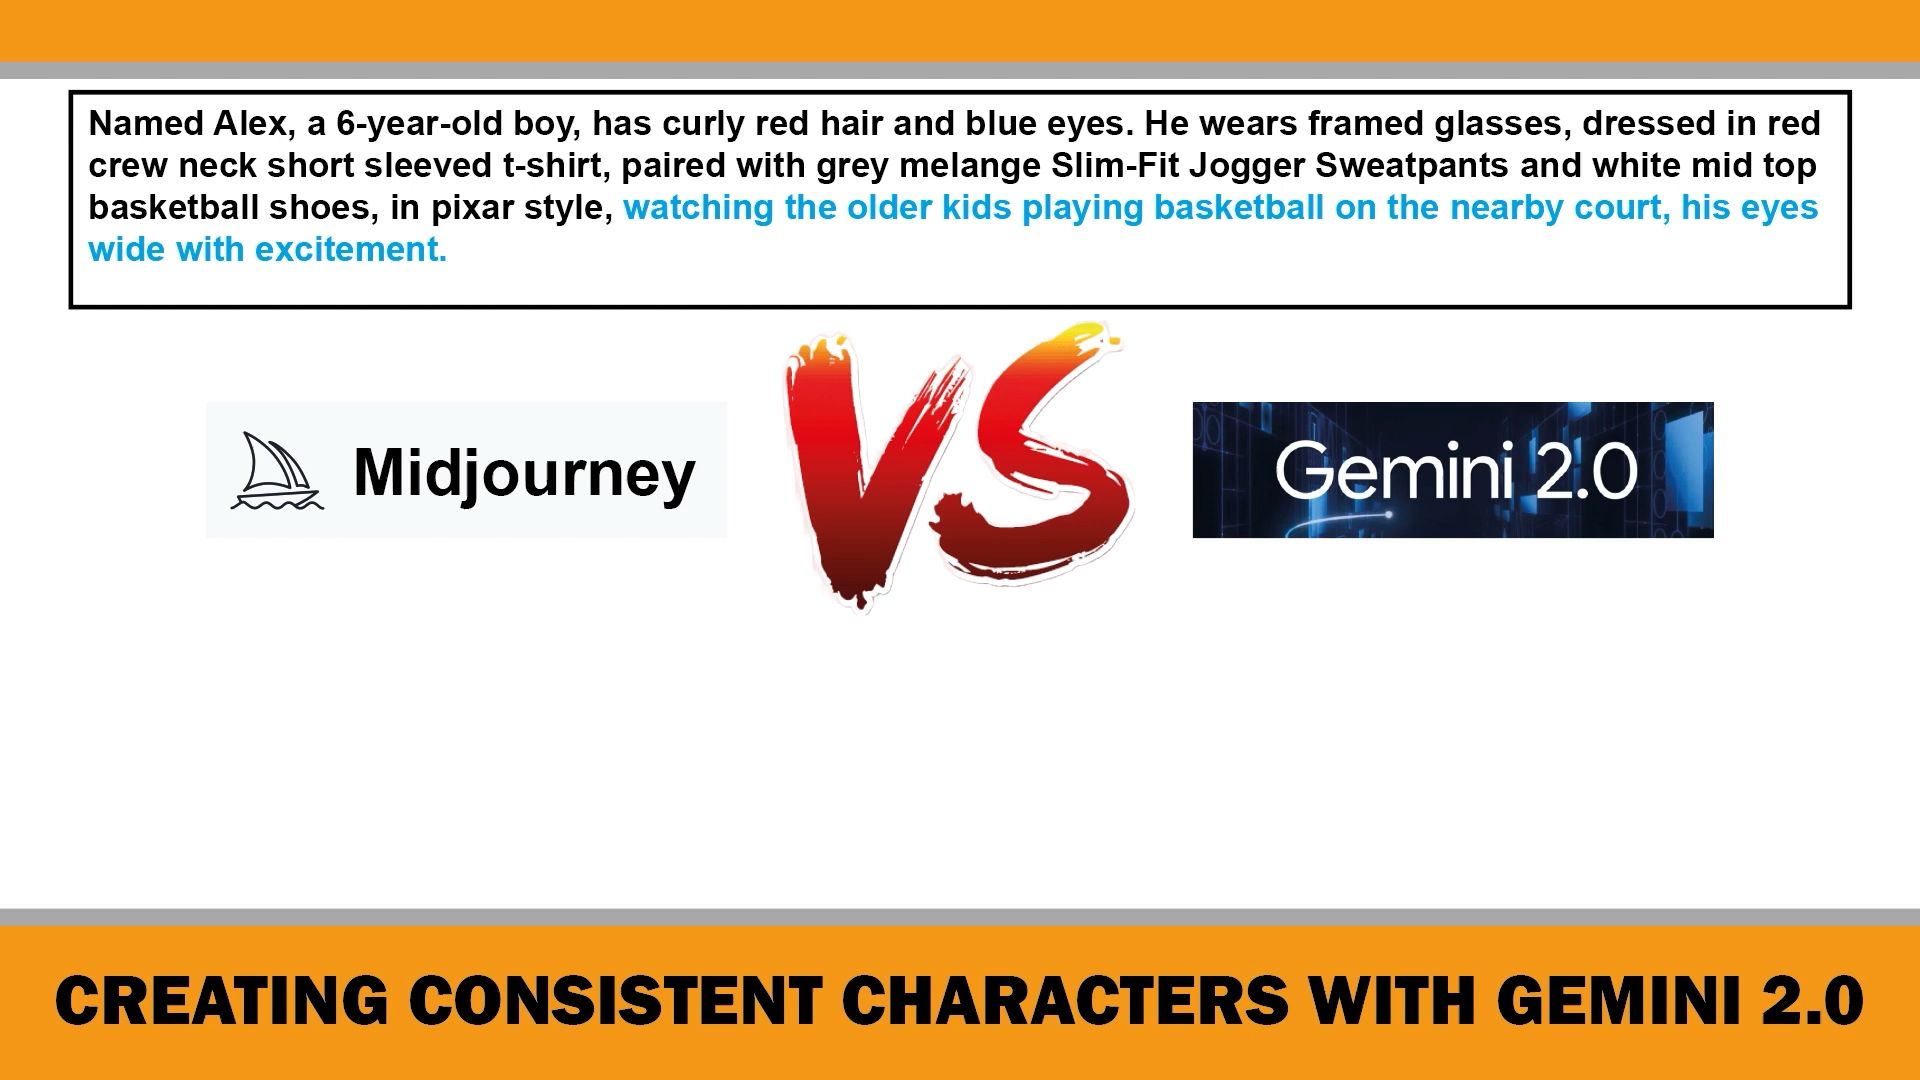 Named Alex, a 6-year-old boy, has curly red hair and blue eyes. He wears framed glasses, dressed in red
crew neck short sleeved t-shirt, paired with grey melange Slim-Fit Jogger Sweatpants and white mid top
basketball shoes, in pixar style, watching the older kids playing basketball on the nearby court, his eyes
wide with excitement.
Midjourney
VS
Gemini 2.0
CREATING CONSISTENT CHARACTERS WITH GEMINI 2.0